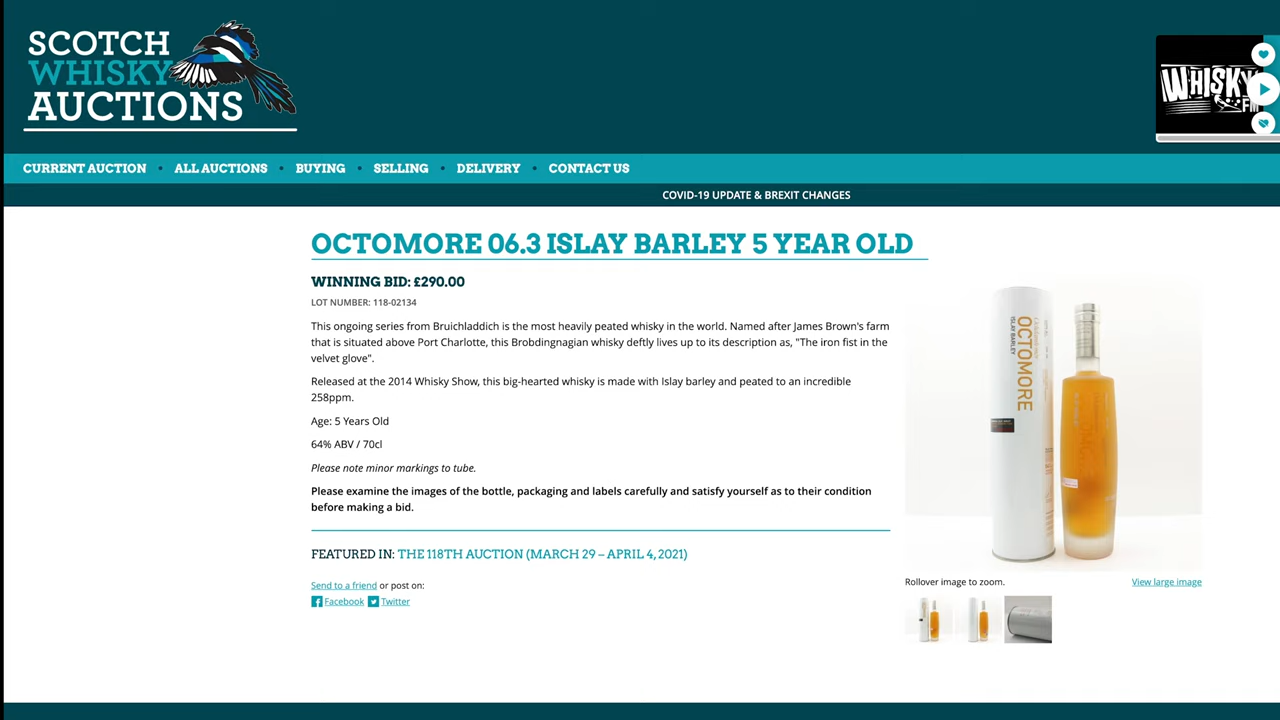 SCOTCH
WHISKY
AUCTIONS
WHISKY
FM
CURRENT AUCTION • ALL AUCTIONS • BUYING • SELLING • DELIVERY • CONTACT US
COVID-19 UPDATE & BREXIT CHANGES
OCTOMORE 06.3 ISLAY BARLEY 5 YEAR OLD
WINNING BID: £290.00
LOT NUMBER: 118-02134
This ongoing series from Bruichladdich is the most heavily peated whisky in the world. Named after James Brown's farm
that is situated above Port Charlotte, this Brobdingnagian whisky deftly lives up to its description as, "The iron fist in the
velvet glove".
Released at the 2014 Whisky Show, this big-hearted whisky is made with Islay barley and peated to an incredible
258ppm.
Age: 5 Years Old
64% ABV / 70cl
Please note minor markings to tube.
Please examine the images of the bottle, packaging and labels carefully and satisfy yourself as to their condition
before making a bid.
FEATURED IN: THE 118TH AUCTION (MARCH 29 – APRIL 4, 2021)
Send to a friend or post on:
Facebook Twitter
OCTOMORE
ISLAY BARLEY
Rollover image to zoom.
View large image